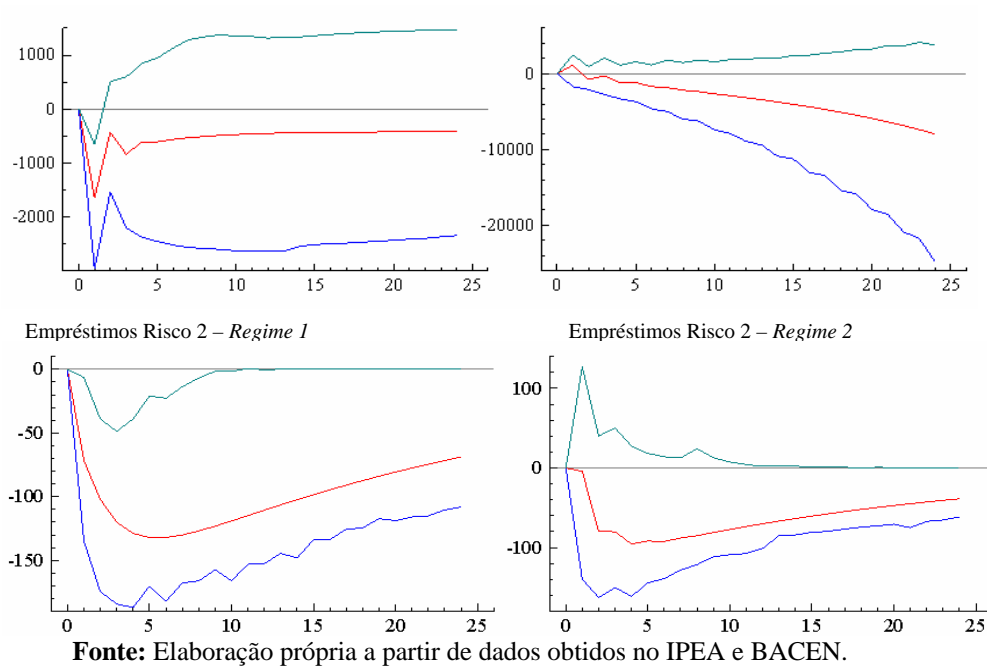 1000
0
-1000
-2000
0 5 10 15 20 25
0
-10000
-20000
0 5 10 15 20 25
Empréstimos Risco 2 – Regime 1
Empréstimos Risco 2 – Regime 2
0
-50
-100
-150
0 5 10 15 20 25
100
0
-100
0 5 10 15 20 25
Fonte: Elaboração própria a partir de dados obtidos no IPEA e BACEN.